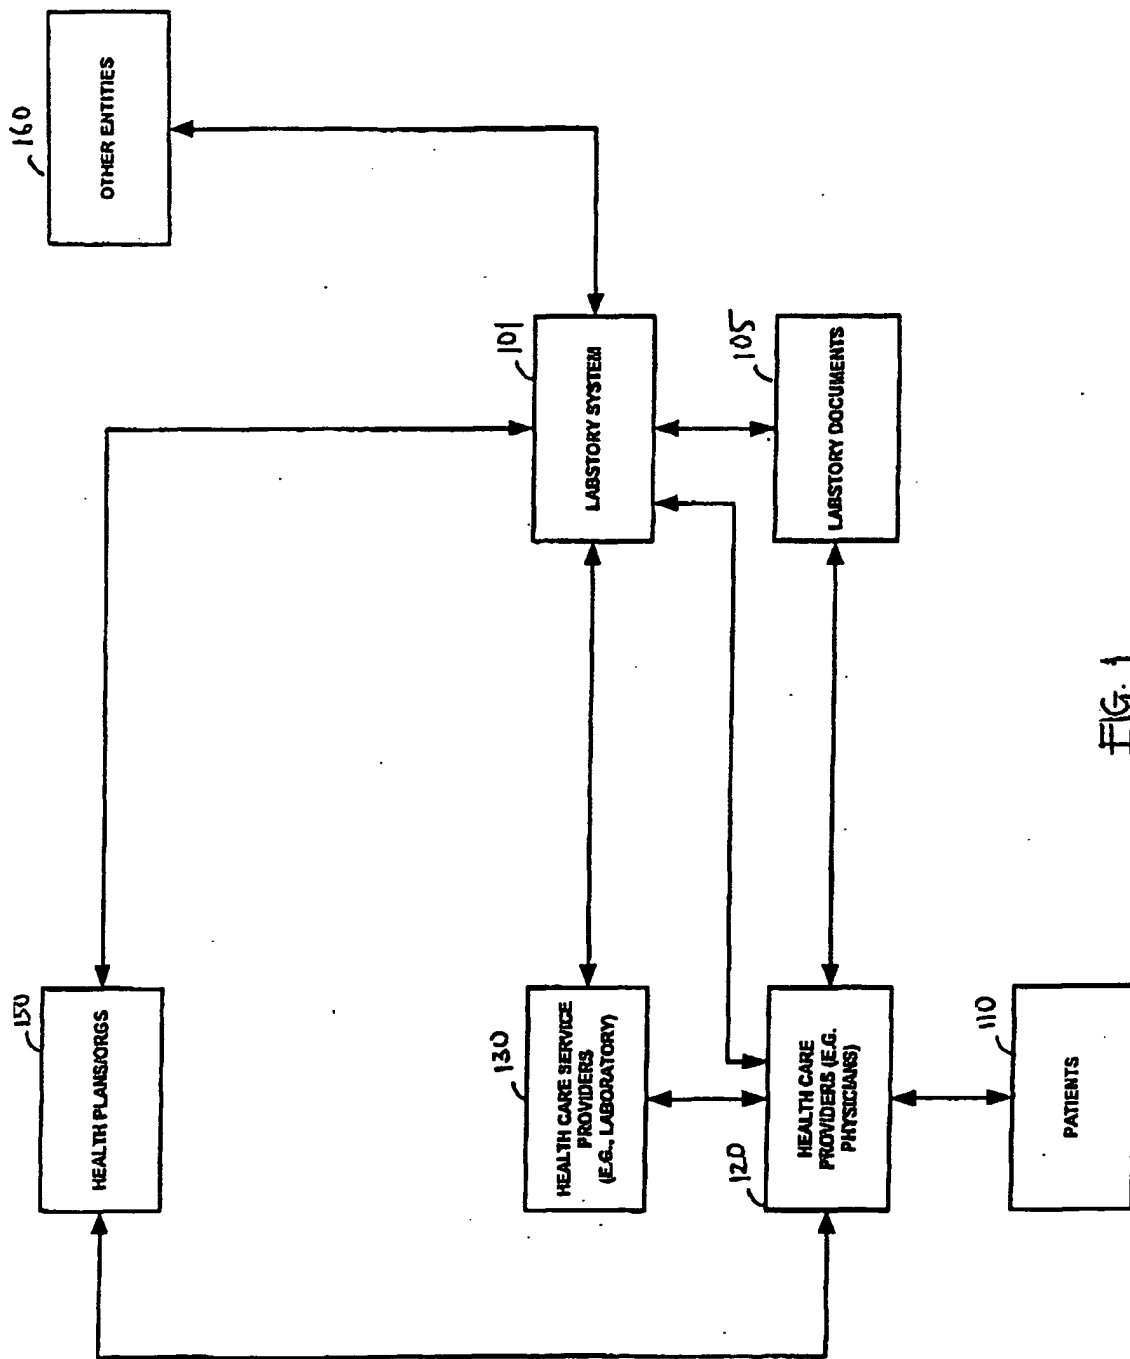 150
HEALTH PLANS/ORGS
160
OTHER ENTITIES
130
HEALTH CARE SERVICE
PROVIDERS
(E.G., LABORATORY)
101
LABSTORY SYSTEM
120
HEALTH CARE
PROVIDERS (E.G.
PHYSICIANS)
105
LABSTORY DOCUMENTS
110
PATIENTS
FIG. 1